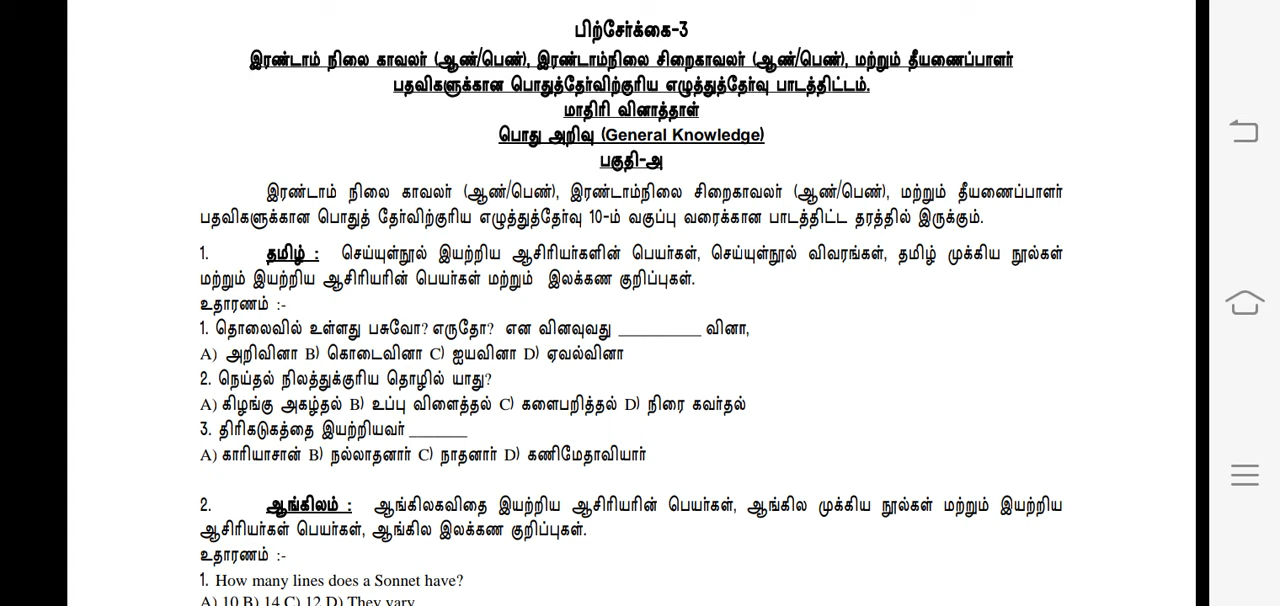 பிற்சேர்க்கை-3
இரண்டாம் நிலை காவலர் (ஆண்/பெண்), இரண்டாம்நிலை சிறைகாவலர் (ஆண்/பெண்), மற்றும் தீயணைப்பாளர்
பதவிகளுக்கான பொதுத்தேர்விற்குரிய எழுத்துத்தேர்வு பாடத்திட்டம்.
மாதிரி வினாத்தாள்
பொது அறிவு (General Knowledge)
பகுதி-அ
இரண்டாம் நிலை காவலர் (ஆண்/பெண்), இரண்டாம்நிலை சிறைகாவலர் (ஆண்/பெண்), மற்றும் தீயணைப்பாளர்
பதவிகளுக்கான பொதுத் தேர்விற்குரிய எழுத்துத்தேர்வு 10-ம் வகுப்பு வரைக்கான பாடத்திட்ட தரத்தில் இருக்கும்.
1. தமிழ் : செய்யுள்நூல் இயற்றிய ஆசிரியர்களின் பெயர்கள், செய்யுள்நூல் விவரங்கள், தமிழ் முக்கிய நூல்கள்
மற்றும் இயற்றிய ஆசிரியரின் பெயர்கள் மற்றும் இலக்கண குறிப்புகள்.
உதாரணம் :-
1. தொலைவில் உள்ளது பசுவோ? எருதோ? என வினவுவது __________ வினா,
A) அறிவினா B) கொடைவினா C) ஐயவினா D) ஏவல்வினா
2. நெய்தல் நிலத்துக்குரிய தொழில் யாது?
A) கிழங்கு அகழ்தல் B) உப்பு விளைத்தல் C) களைபறித்தல் D) நிரை கவர்தல்
3. திரிகடுகத்தை இயற்றியவர் _______
A) காரியாசான் B) நல்லாதனார் C) நாதனார் D) கணிமேதாவியார்
2. ஆங்கிலம் : ஆங்கிலகவிதை இயற்றிய ஆசிரியரின் பெயர்கள், ஆங்கில முக்கிய நூல்கள் மற்றும் இயற்றிய
ஆசிரியர்கள் பெயர்கள், ஆங்கில இலக்கண குறிப்புகள்.
உதாரணம் :-
1. How many lines does a Sonnet have?
A) 10 B) 14 C) 12 D) They vary